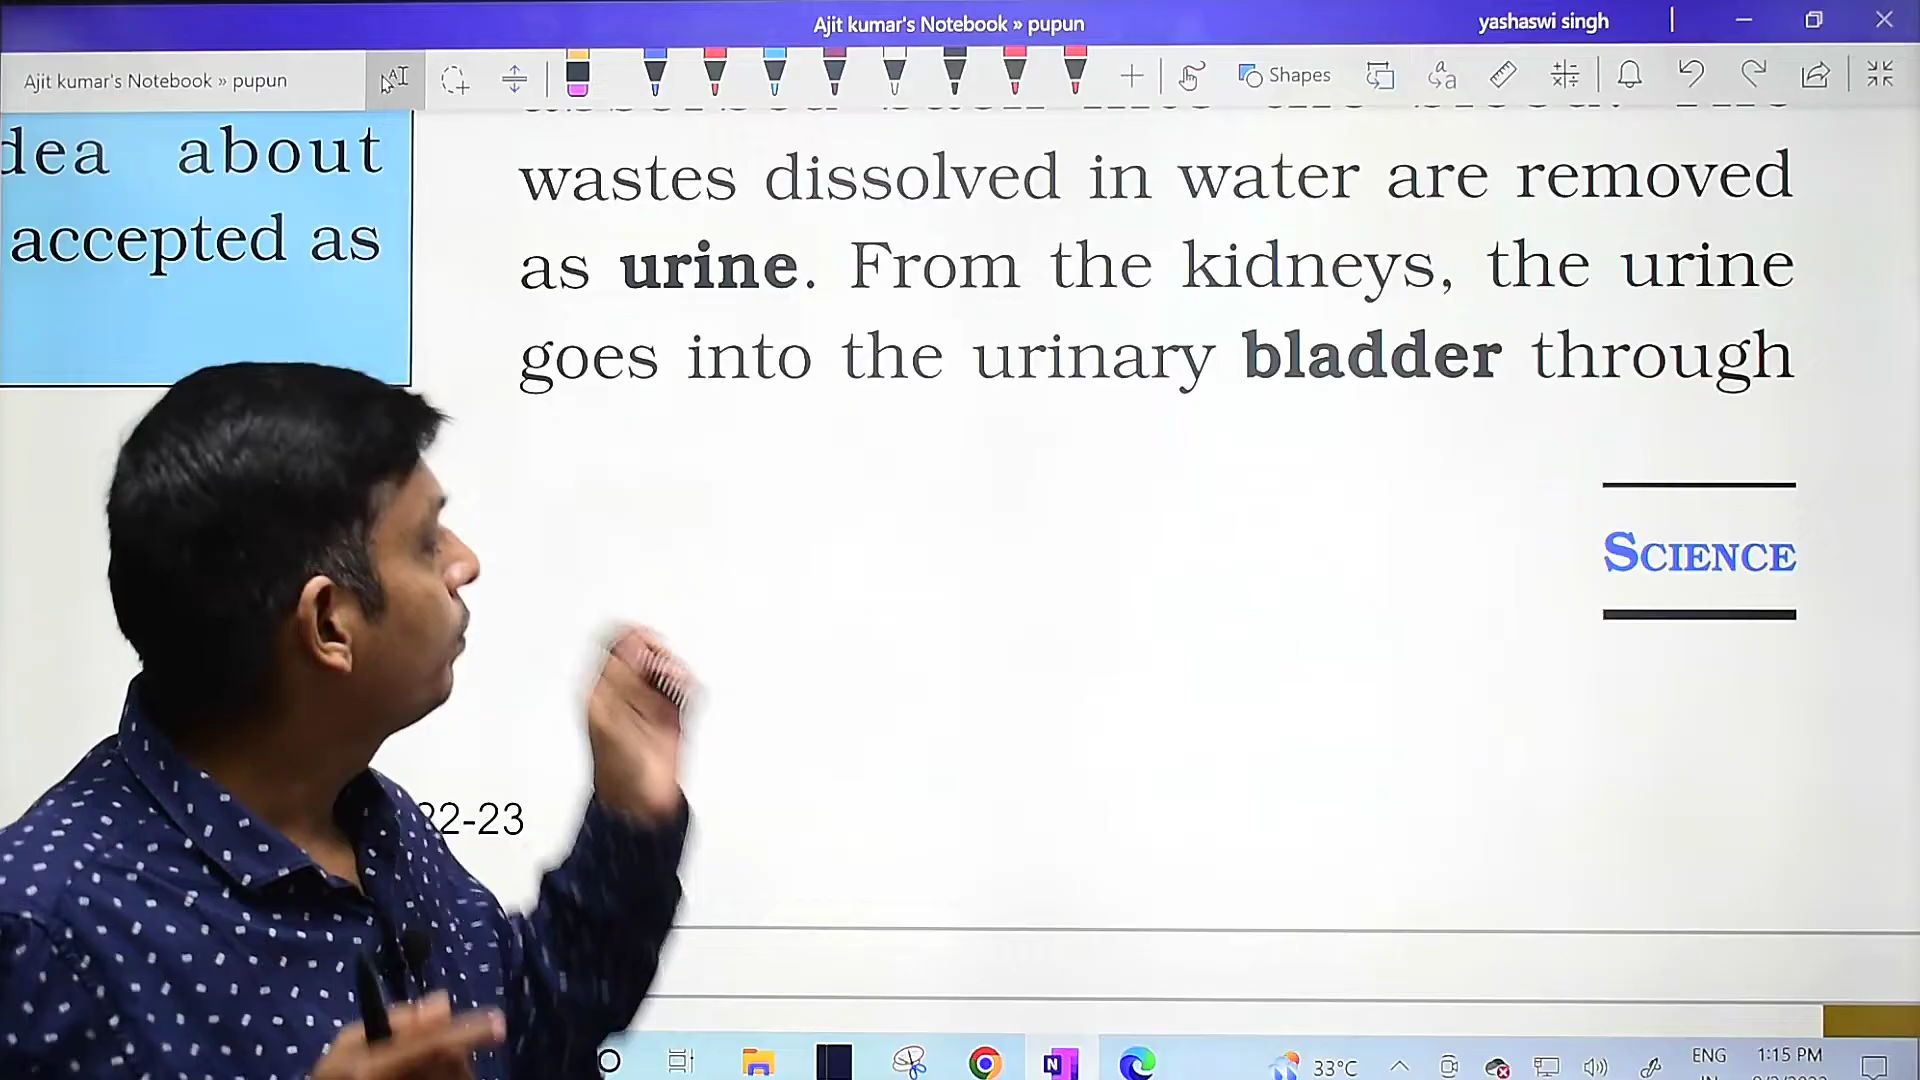 Ajit kumar's Notebook » pupun
yashaswi singh
Ajit kumar's Notebook » pupun
Shapes
dea about
accepted as
wastes dissolved in water are removed
as urine. From the kidneys, the urine
goes into the urinary bladder through
SCIENCE
22-23
33°C
ENG
1:15 PM